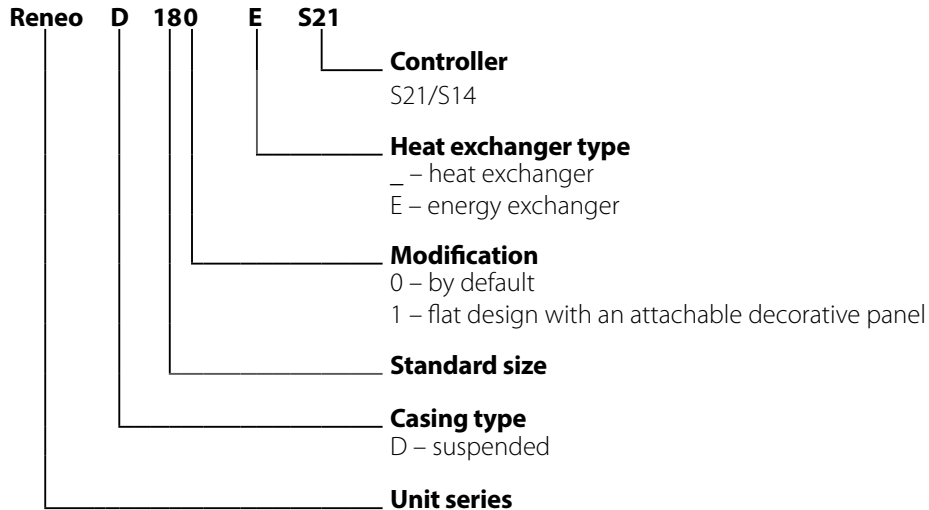 Reneo D 180 E S21
Controller
S21/S14
Heat exchanger type
_ – heat exchanger
E – energy exchanger
Modification
0 – by default
1 – flat design with an attachable decorative panel
Standard size
Casing type
D – suspended
Unit series